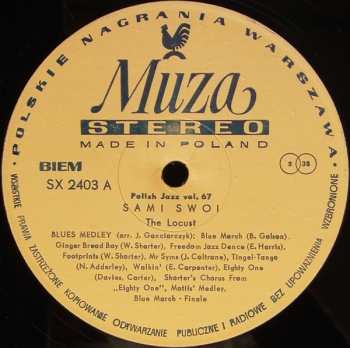 POLSKIE NAGRANIA WARSZAWA
Muza
STEREO
MADE IN POLAND
BIEM
SX 2403 A
Polish Jazz vol. 67
SAMI SWOI
The Locust
BLUES MEDLEY (arr. J. Gonciarczyk): Blue March (B. Golson),
Ginger Bread Boy (W. Shorter), Freedom Jazz Dance (E. Harris),
Footprints (W. Shorter), Mr Syms (J. Coltrane), Tingel-Tango
(N. Adderley), Walkin' (E. Carpenter), Eighty One
(Davies, Carter), Shorter's Chorus From
„Eighty One", Mattis' Medley,
Blue March - Finale
WSZYSTKIE PRAWA ZASTRZEŻONE KOPIOWANIE ODTWARZANIE PUBLICZNE I RADIOWE BEZ UPOWAŻNIENIA WZBRONIONE